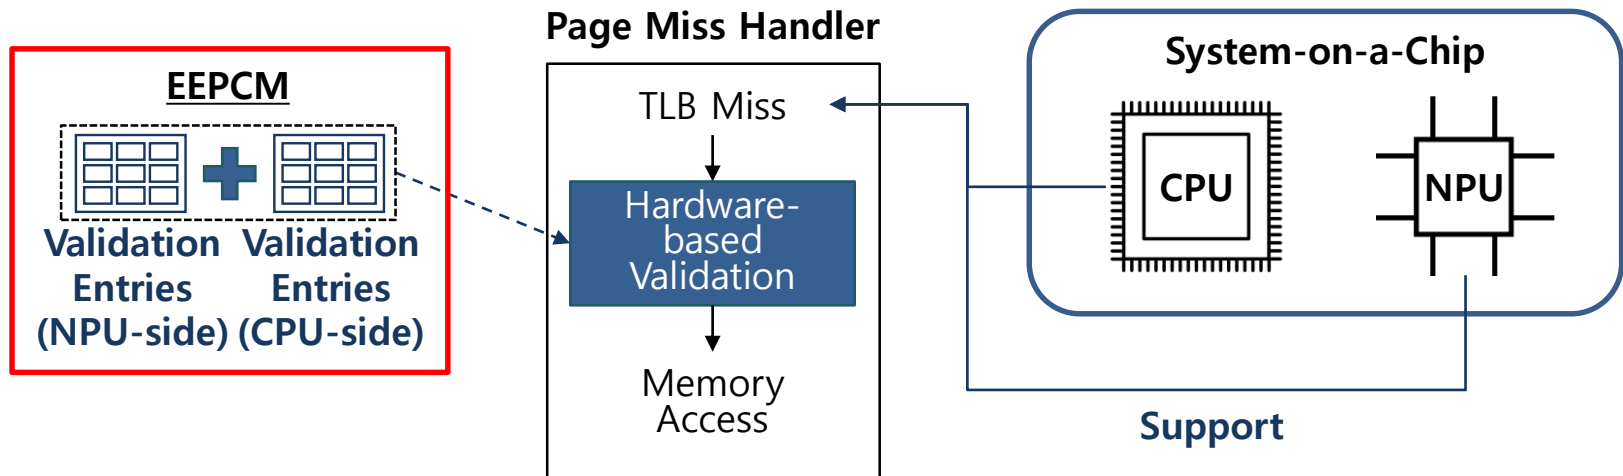 Page Miss Handler
EEPCM
Validation
Entries
(NPU-side)
Validation
Entries
(CPU-side)
TLB Miss
Hardware-
based
Validation
Memory
Access
System-on-a-Chip
CPU
NPU
Support